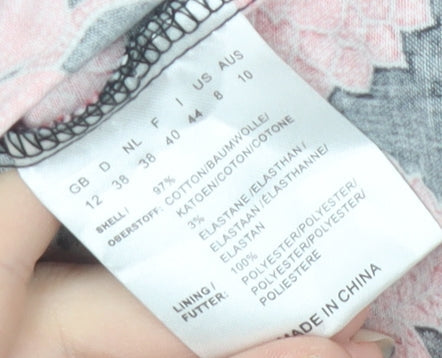 GB D NL F I US AUS
12 38 38 40 44 8 10
SHELL/ 97%
OBERSTOFF: COTTON/BAUMWOLLE/
KATOEN/COTON/COTONE
3%
ELASTANE/ELASTHAN/
ELASTAAN/ELASTHANNE/
ELASTAN
LINING/ 100%
FUTTER: POLYESTER/POLYESTER/
POLYESTER/POLYESTER/
POLIESTERE
MADE IN CHINA